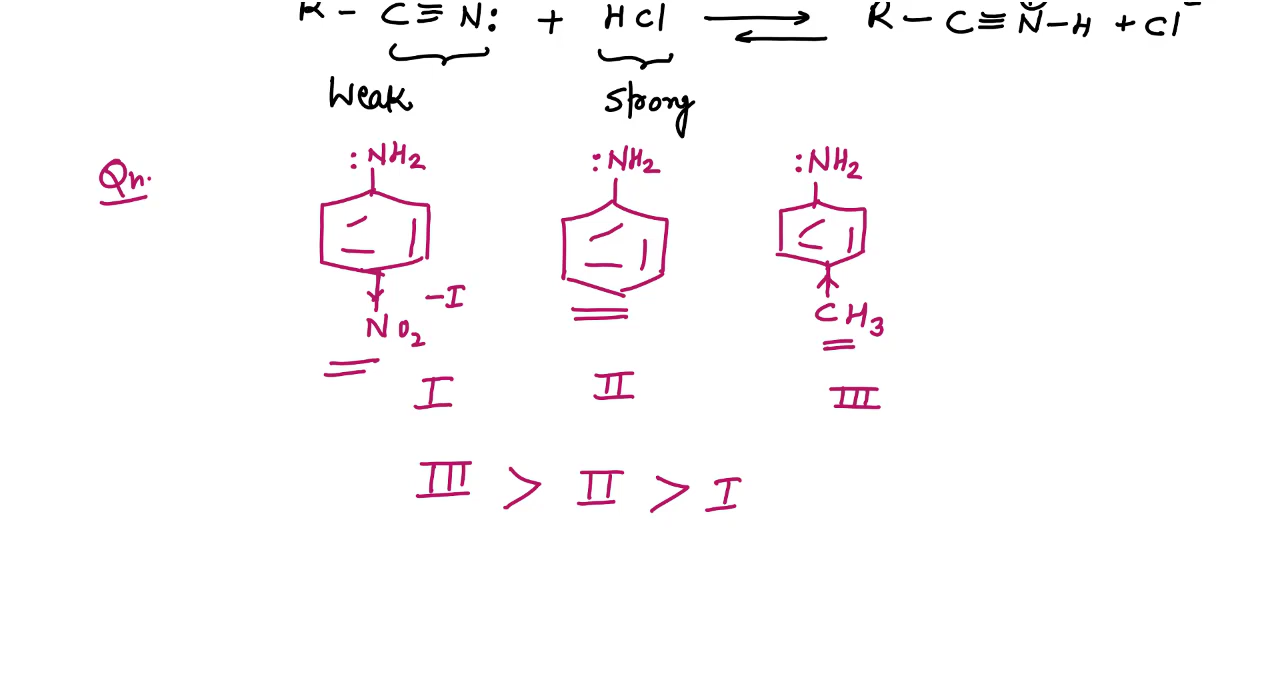 R – C ≡ N: + HCl ⇌ R – C ≡ N – H + Cl⁻
Weak Strong
Qn. :NH2 :NH2 :NH2
–I
NO2 CH3
I II III
III > II > I